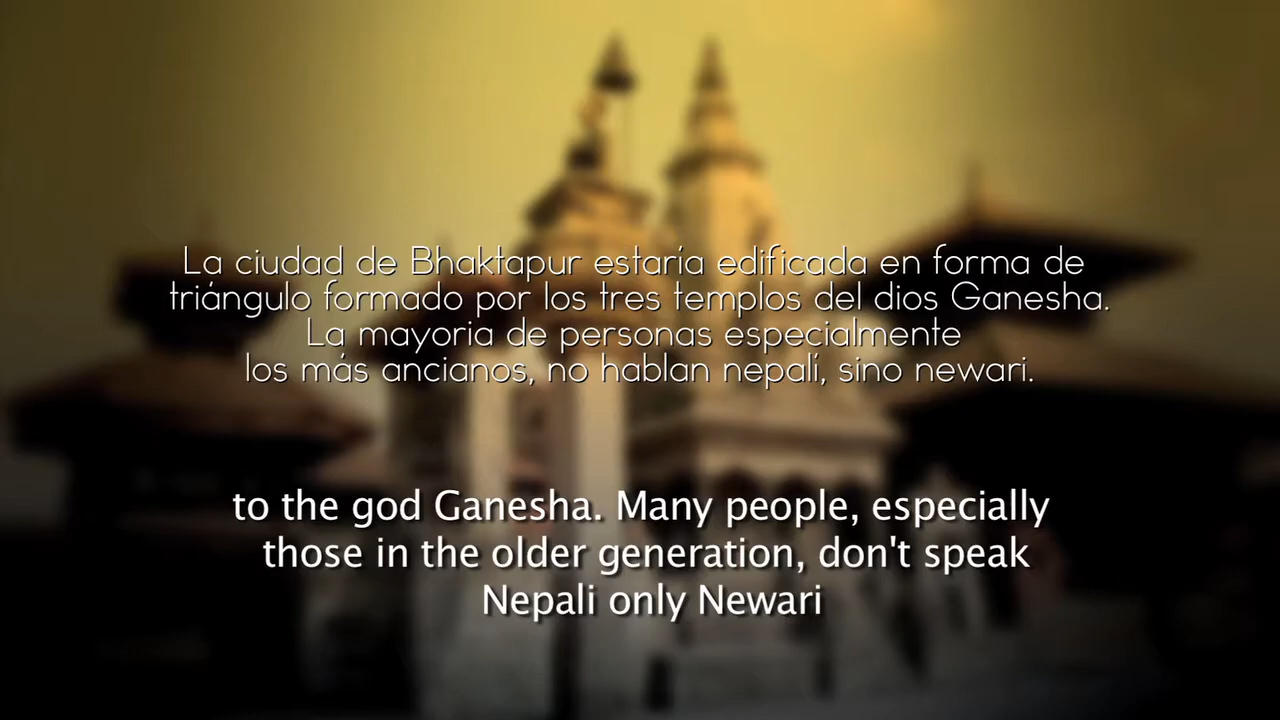 La ciudad de Bhaktapur estaría edificada en forma de
triángulo formado por los tres templos del dios Ganesha.
La mayoria de personas especialmente
los más ancianos, no hablan nepalí, sino newari.
to the god Ganesha. Many people, especially
those in the older generation, don't speak
Nepali only Newari